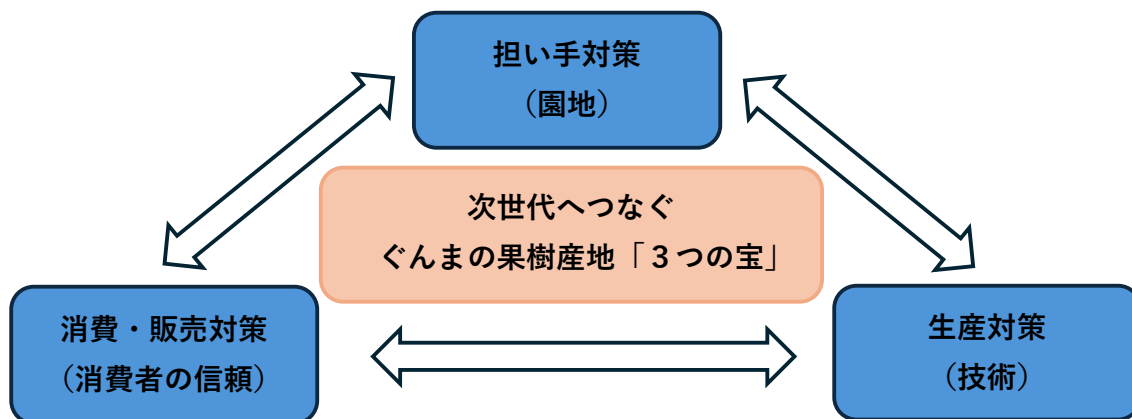 担い手対策
（園地）
次世代へつなぐ
ぐんまの果樹産地「３つの宝」
消費・販売対策
（消費者の信頼）
生産対策
（技術）